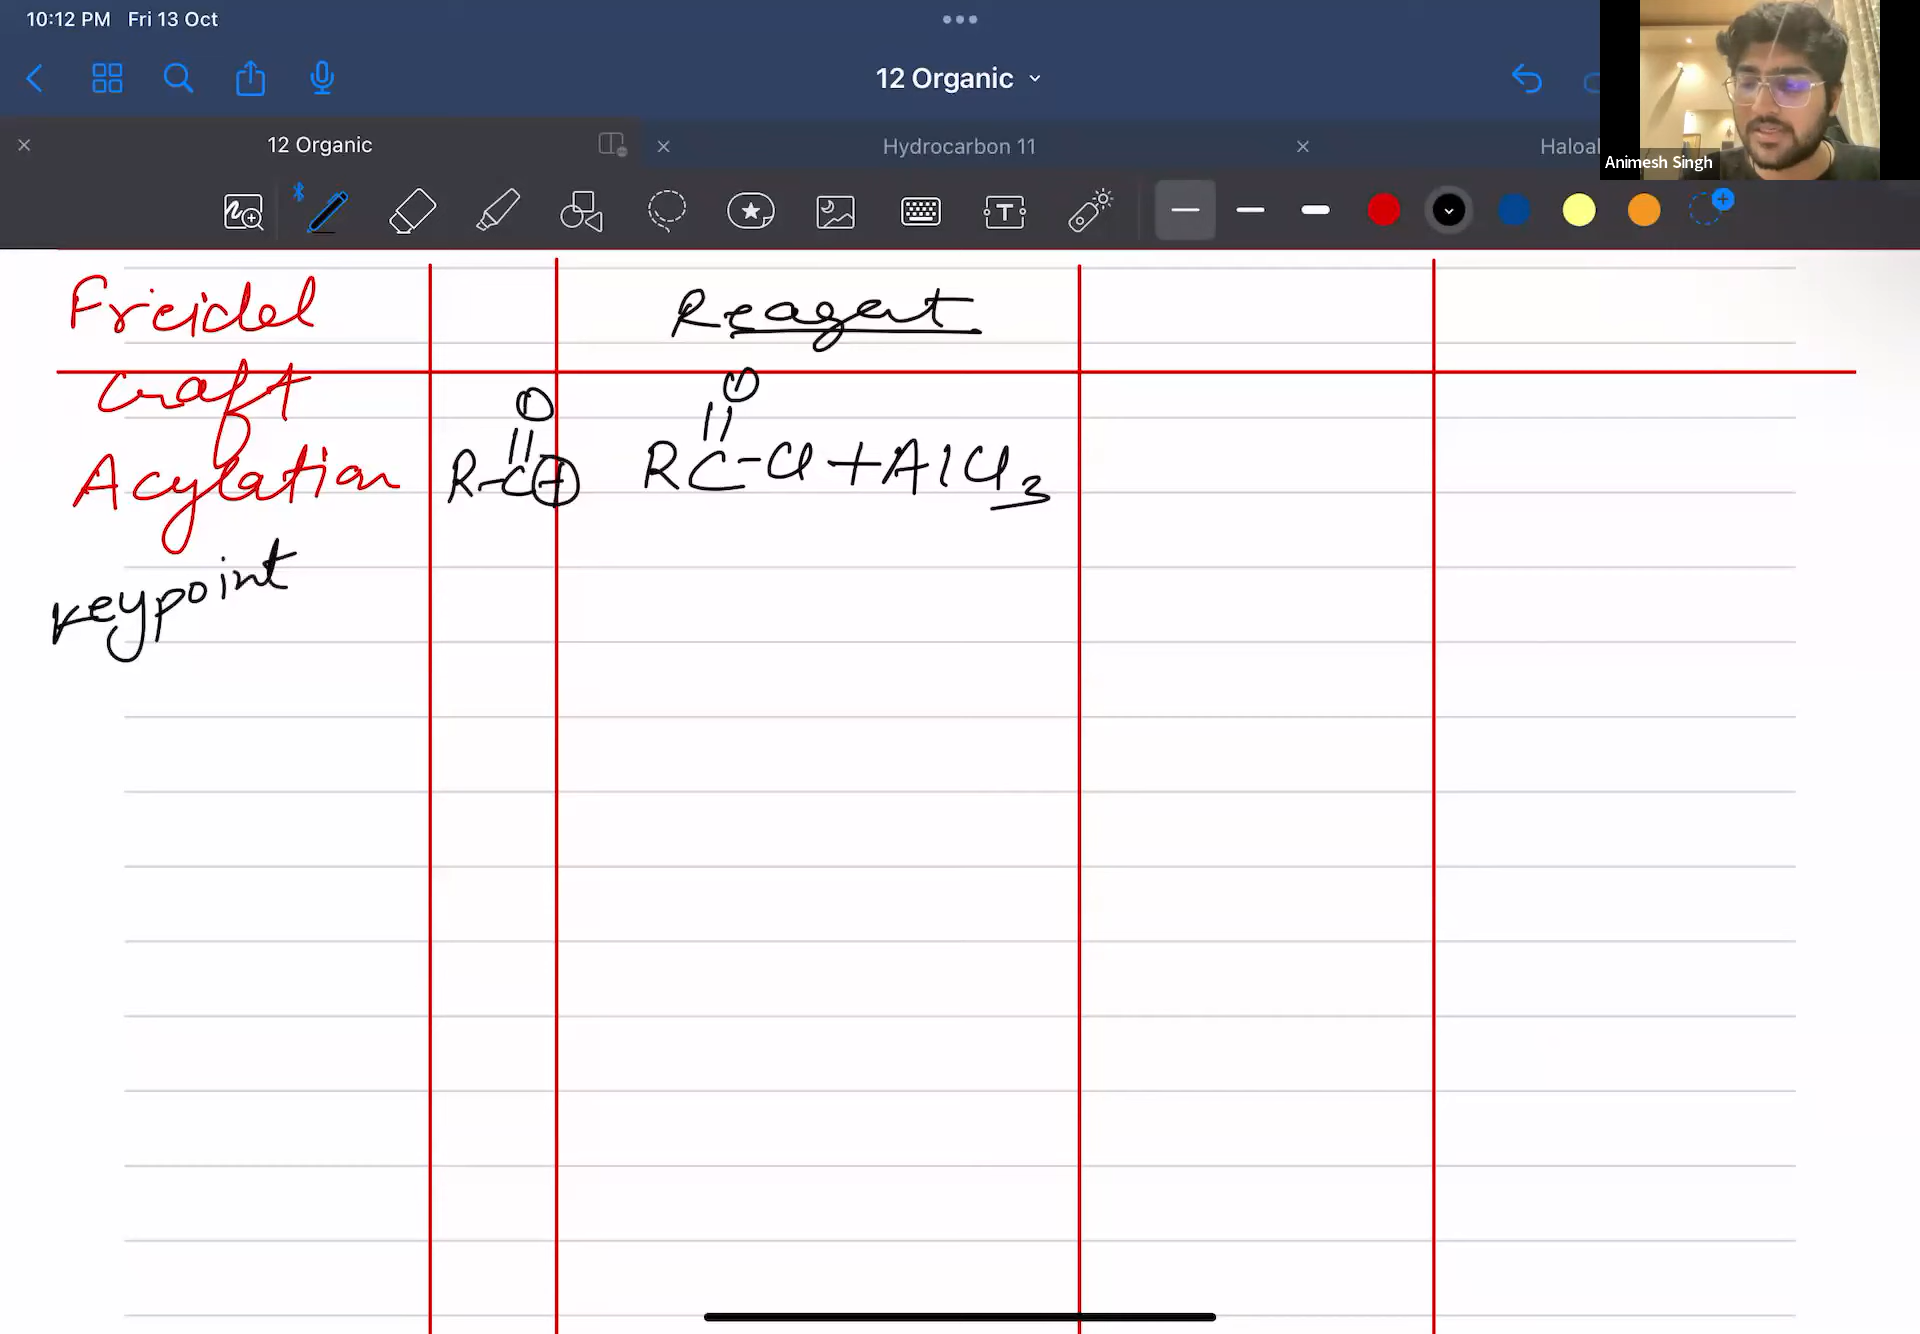 10:12 PM Fri 13 Oct
12 Organic
12 Organic
Hydrocarbon 11
Haloal
Animesh Singh
T
Freidel
Reagent
Craft
O O
|| ||
Acylation R-C⊕ RC-Cl+AlCl3
keypoint